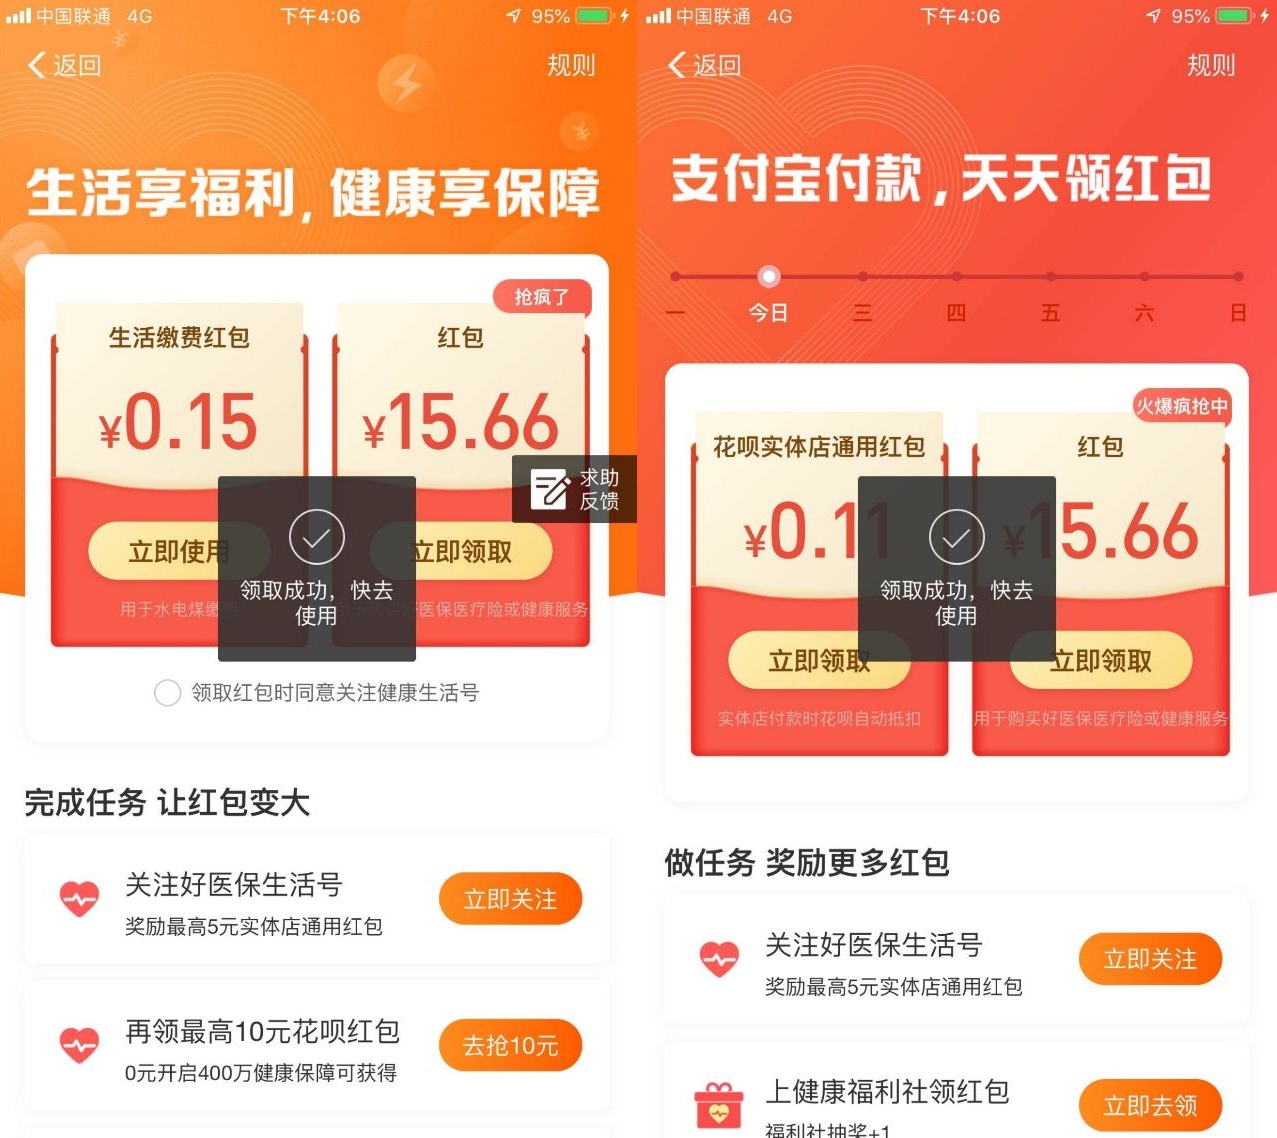 中国联通 4G 下午4:06 95%
返回 规则
生活享福利,健康享保障
抢疯了
生活缴费红包 红包
¥0.15 ¥15.66
求助
反馈
立即使用 立即领取
领取成功，快去
使用
用于水电煤缴
好医保医疗险或健康服务
领取红包时同意关注健康生活号
完成任务 让红包变大
关注好医保生活号
奖励最高5元实体店通用红包
立即关注
再领最高10元花呗红包
0元开启400万健康保障可获得
去抢10元
中国联通 4G 下午4:06 95%
返回 规则
支付宝付款,天天领红包
一 今日 三 四 五 六 日
火爆疯抢中
花呗实体店通用红包 红包
¥0.11 ¥15.66
领取成功，快去
使用
立即领取 立即领取
实体店付款时花呗自动抵扣 用于购买好医保医疗险或健康服务
做任务 奖励更多红包
关注好医保生活号
奖励最高5元实体店通用红包
立即关注
上健康福利社领红包
福利社抽奖+1
立即去领